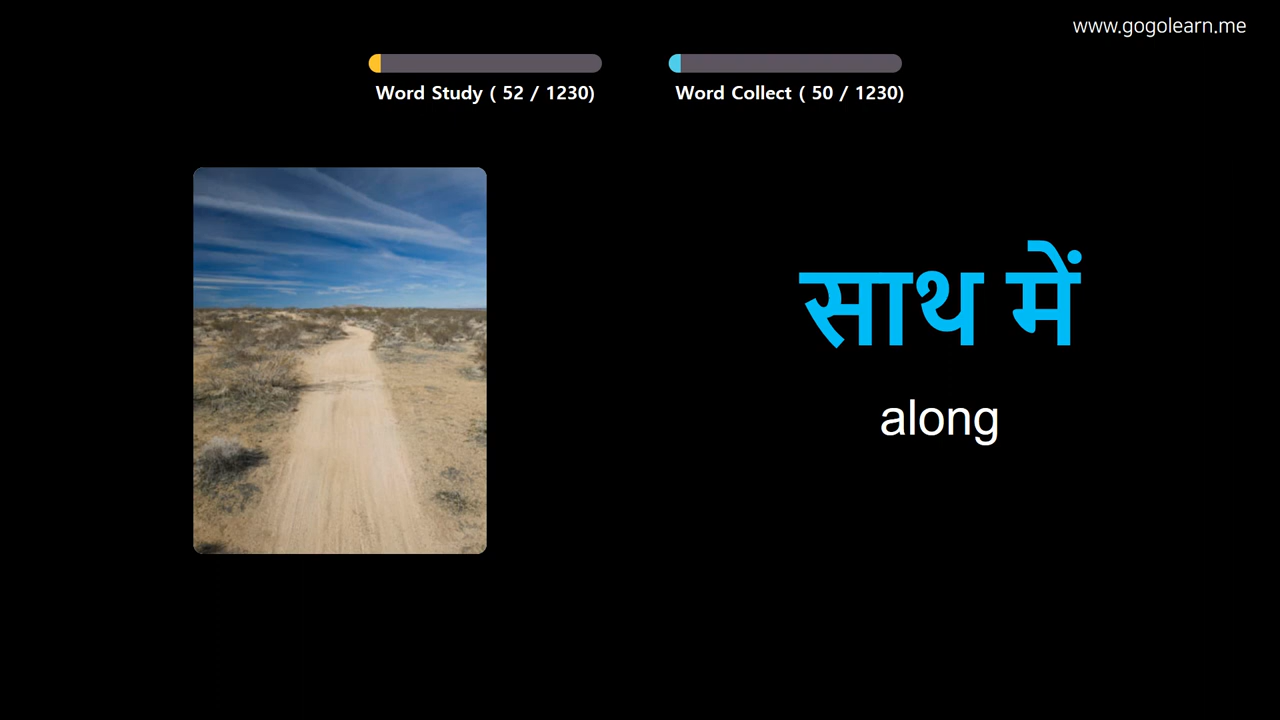 www.gogolearn.me
Word Study ( 52 / 1230)
Word Collect ( 50 / 1230)
साथ में
along